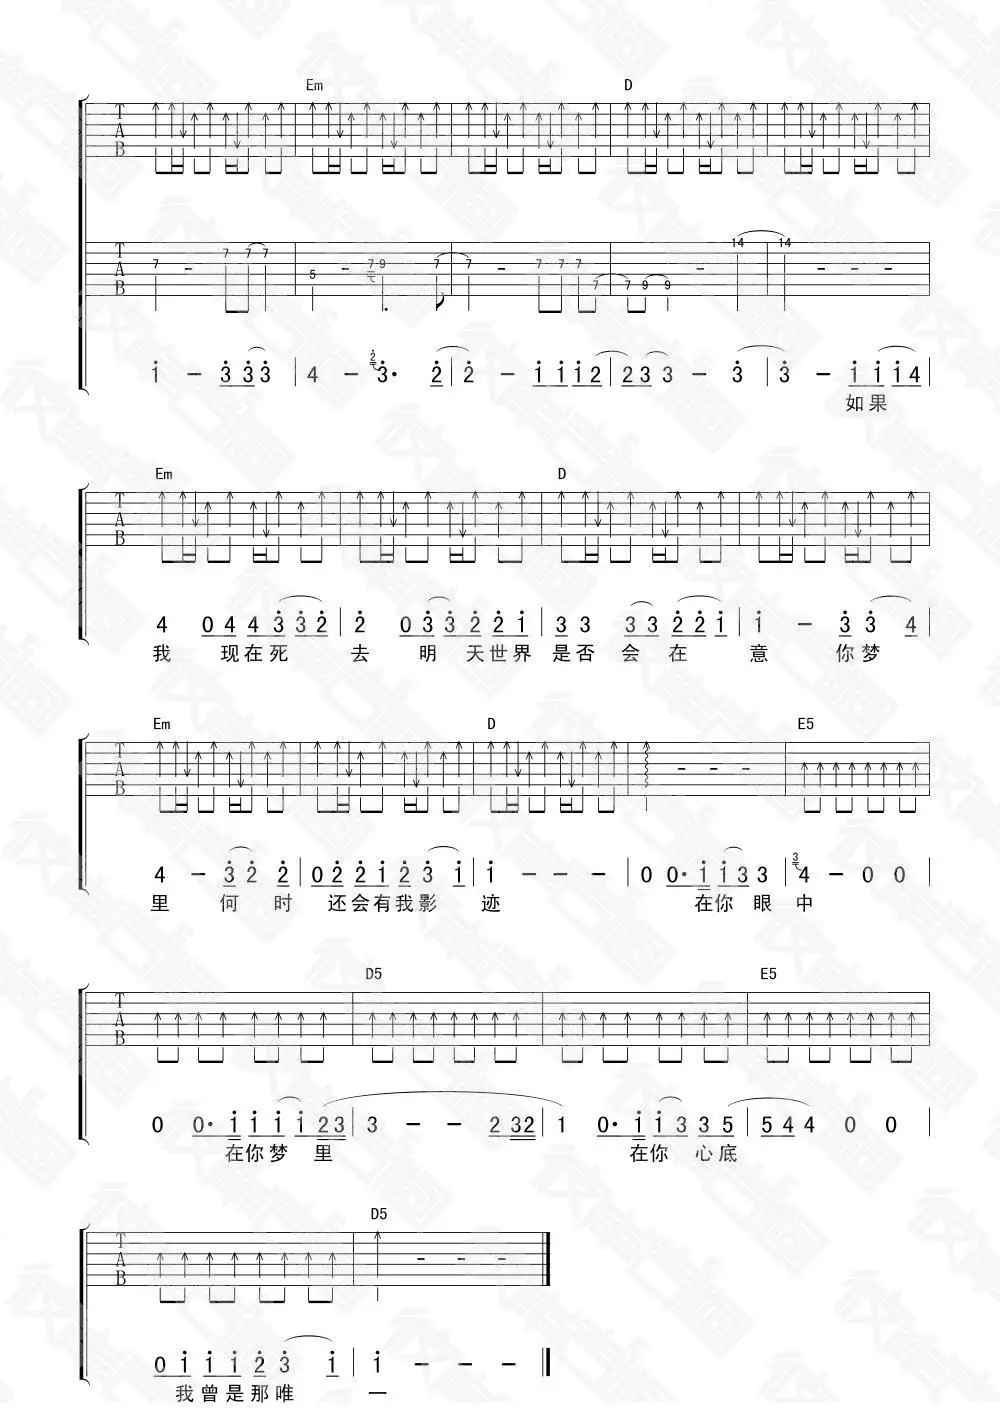 Em D
T A B
7 - 7 7 7 5 - 7 9 7 7 - 7 7 7 7 7 9 9 - 14 14 - - -
T A B
1 - 3 3 3 | 4 - 2 3· 2 | 2 - 1 1 1 2 | 2 3 3 - 3 | 3 - 1 1 1 4 |
如果
Em D
T A B
4 0 4 4 3 3 2 | 2 0 3 3 2 2 1 | 3 3 3 3 2 2 1 | 1 - 3 3 4 |
我 现在死 去 明 天世界 是否 会 在 意 你梦
Em D E5
T A B - - -
4 - 3 2 2 | 0 2 2 1 2 3 1 | 1 - - - | 0 0· 1 1 3 3 | 3 4 - 0 0 |
里 何 时 还会有我影 迹 在你 眼 中
D5 E5
T A B
0 0· 1 1 1 1 2 3 | 3 - - 2 3 2 | 1 0· 1 1 3 3 5 | 5 4 4 0 0 |
在你梦 里 在你 心底
D5
T A B - - -
0 1 1 1 2 3 1 | 1 - - - ‖
我曾是那唯 一